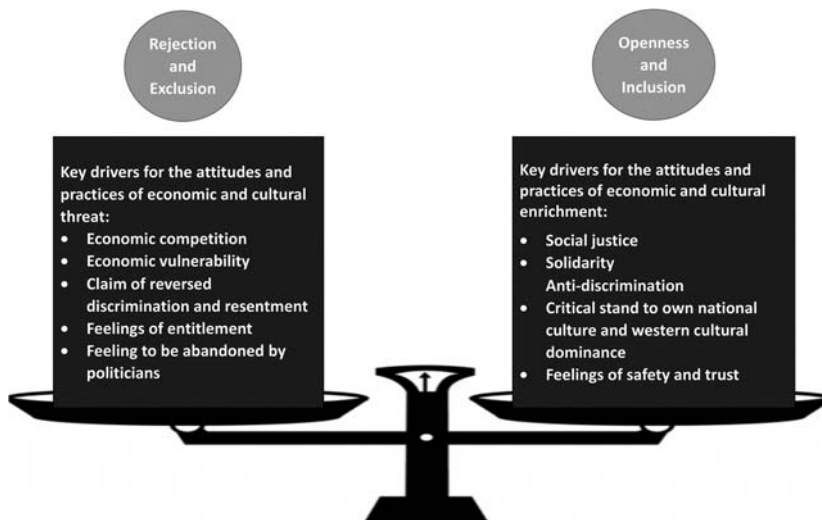 Rejection
and
Exclusion
Openness
and
Inclusion
Key drivers for the attitudes and
practices of economic and cultural
threat:
• Economic competition
• Economic vulnerability
• Claim of reversed
discrimination and resentment
• Feelings of entitlement
• Feeling to be abandoned by
politicians
Key drivers for the attitudes and
practices of economic and cultural
enrichment:
• Social justice
• Solidarity
Anti-discrimination
• Critical stand to own national
culture and western cultural
dominance
• Feelings of safety and trust